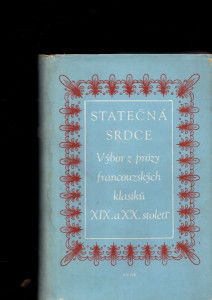 STATEČNÁ
SRDCE
Výbor z prózy
francouzských
klasiků
XIX. a XX. století